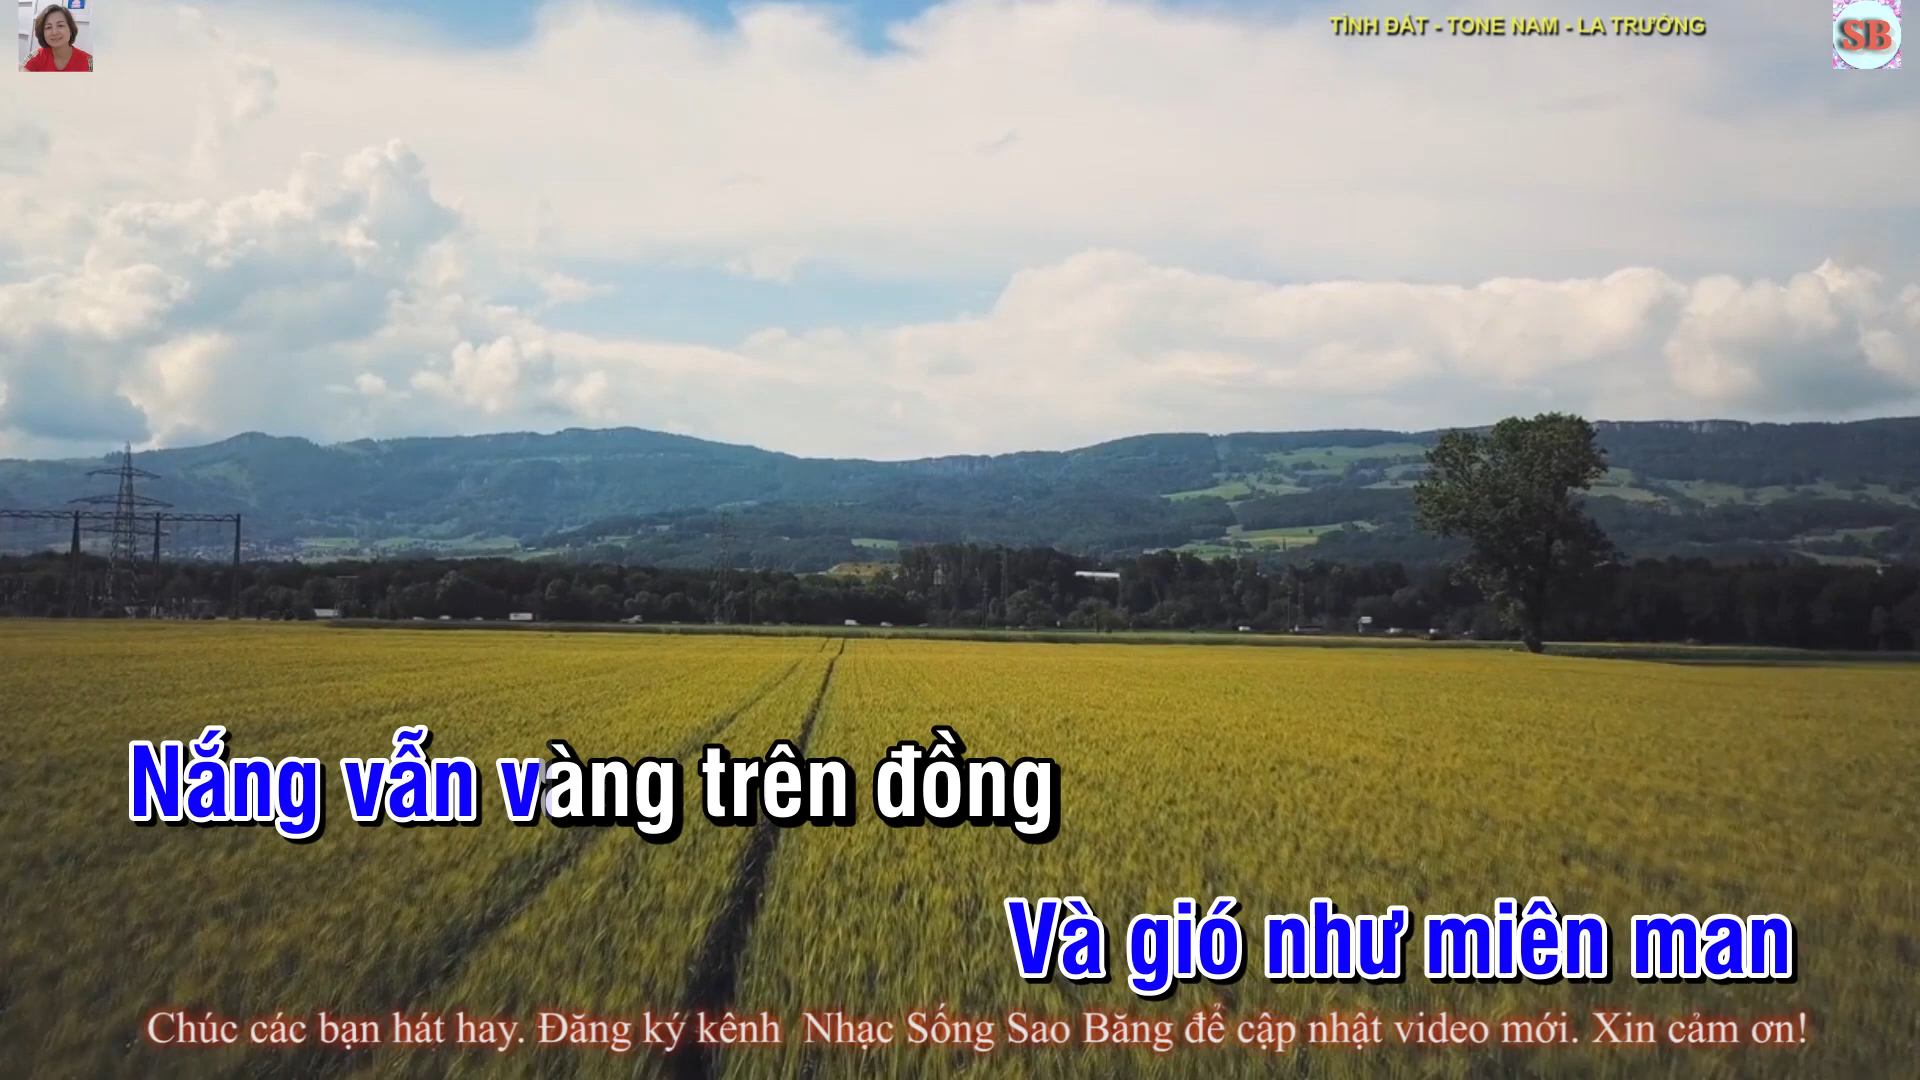 TÌNH ĐẤT - TONE NAM - LA TRƯỞNG
SB
Nắng vẫn vàng trên đồng
Và gió như miên man
Chúc các bạn hát hay. Đăng ký kênh Nhạc Sống Sao Băng để cập nhật video mới. Xin cảm ơn!